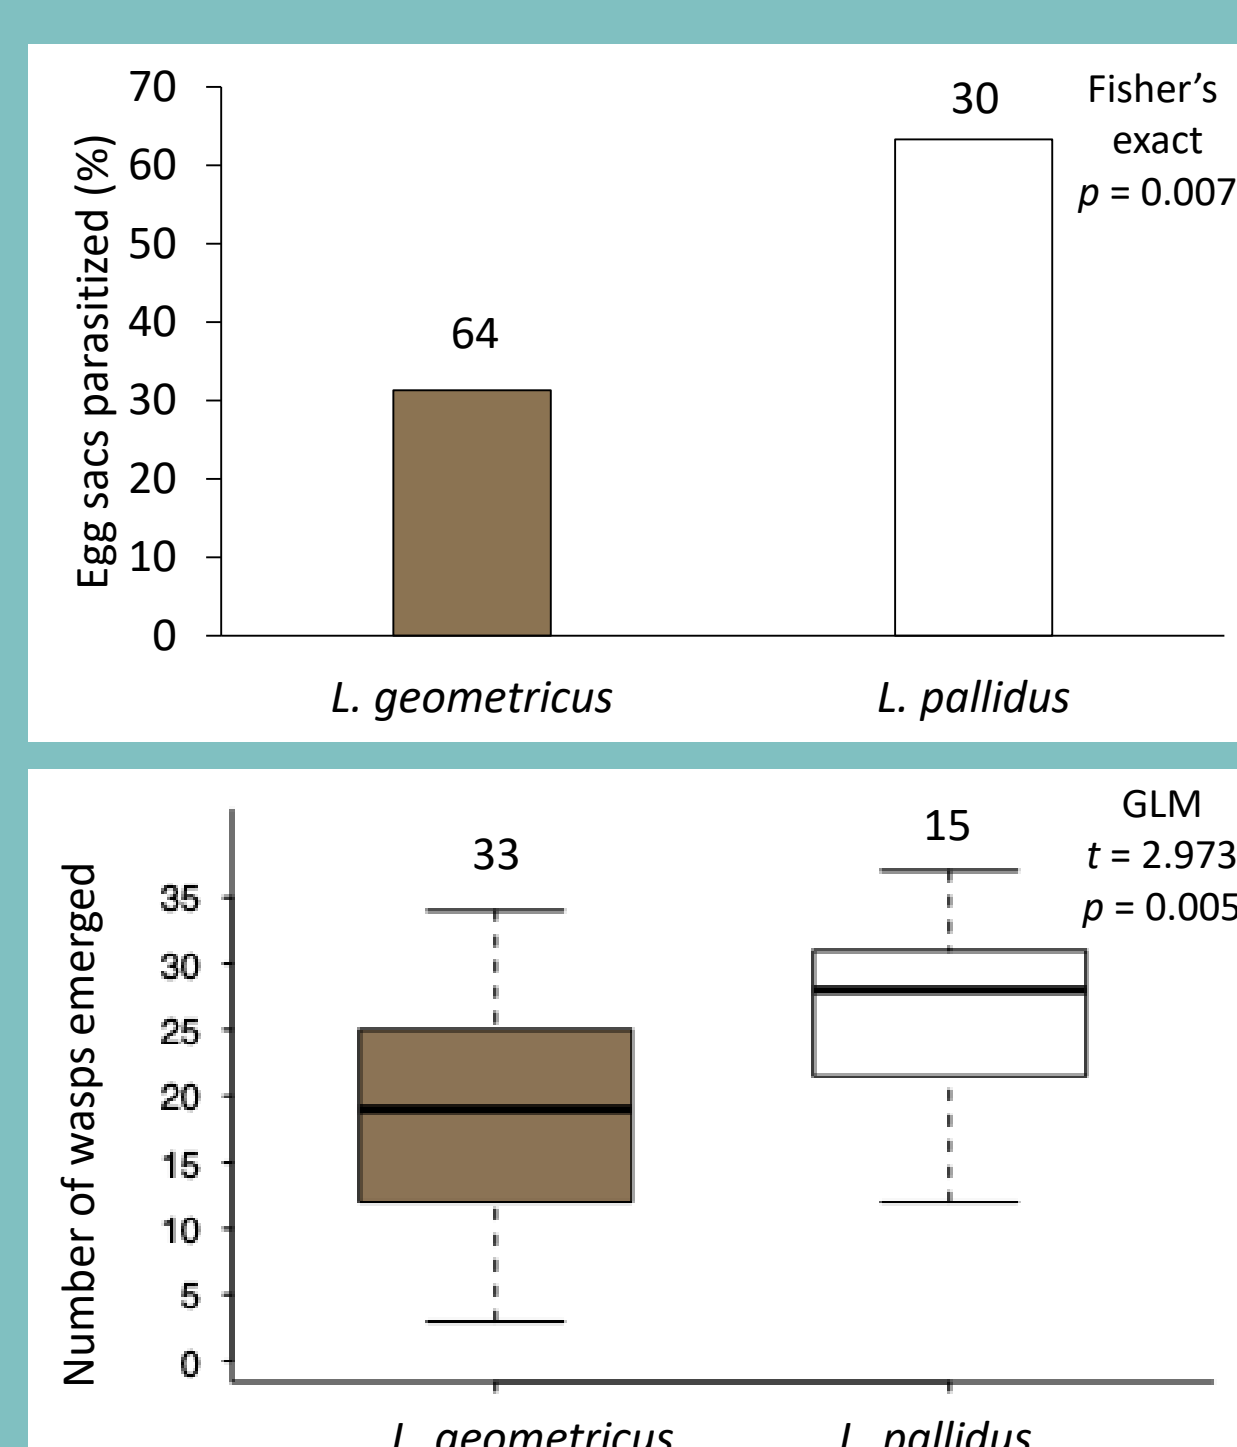 Egg sacs parasitized (%)
70
60
50
40
30
20
10
0
64
30
Fisher’s
exact
p = 0.007
L. geometricus
L. pallidus
Number of wasps emerged
35
30
25
20
15
10
5
0
33
15
GLM
t = 2.973
p = 0.005
L. geometricus
L. pallidus